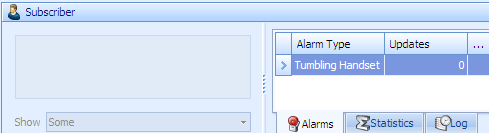 Subscriber
Alarm Type Updates ...
Tumbling Handset 0
Show Some
Alarms Statistics Log